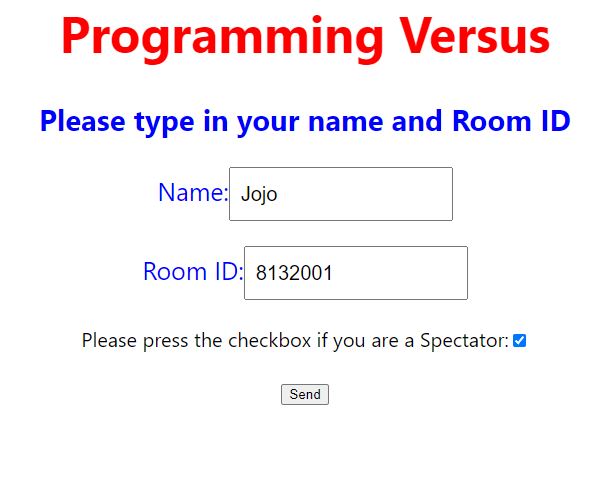 Programming Versus
Please type in your name and Room ID
Name: Jojo
Room ID: 8132001
Please press the checkbox if you are a Spectator:
Send